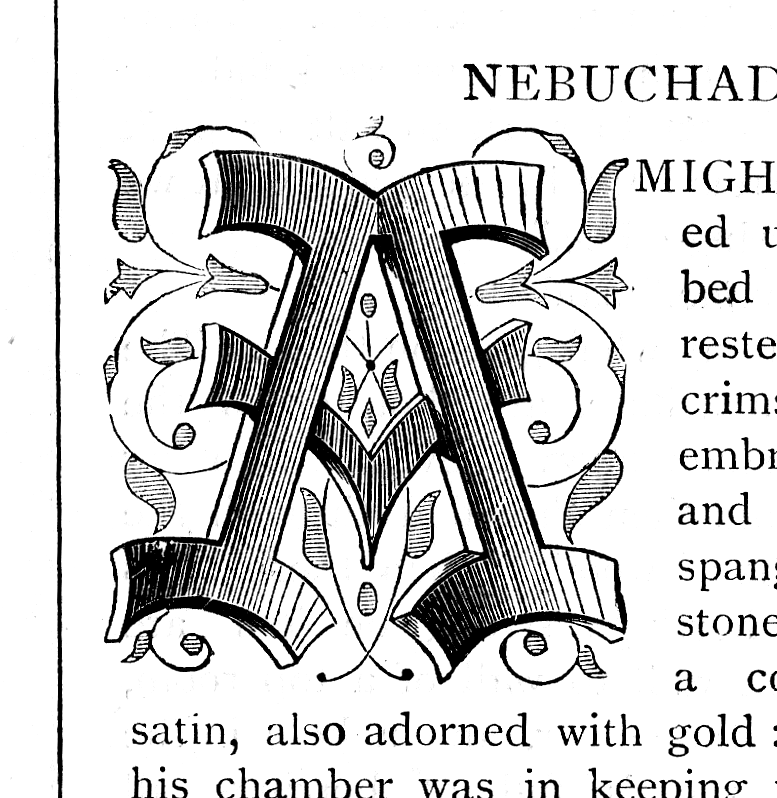 NEBUCHAD
A MIGH
ed u
bed
reste
crims
embr
and
spang
stone
a co
satin, also adorned with gold
his chamber was in keeping